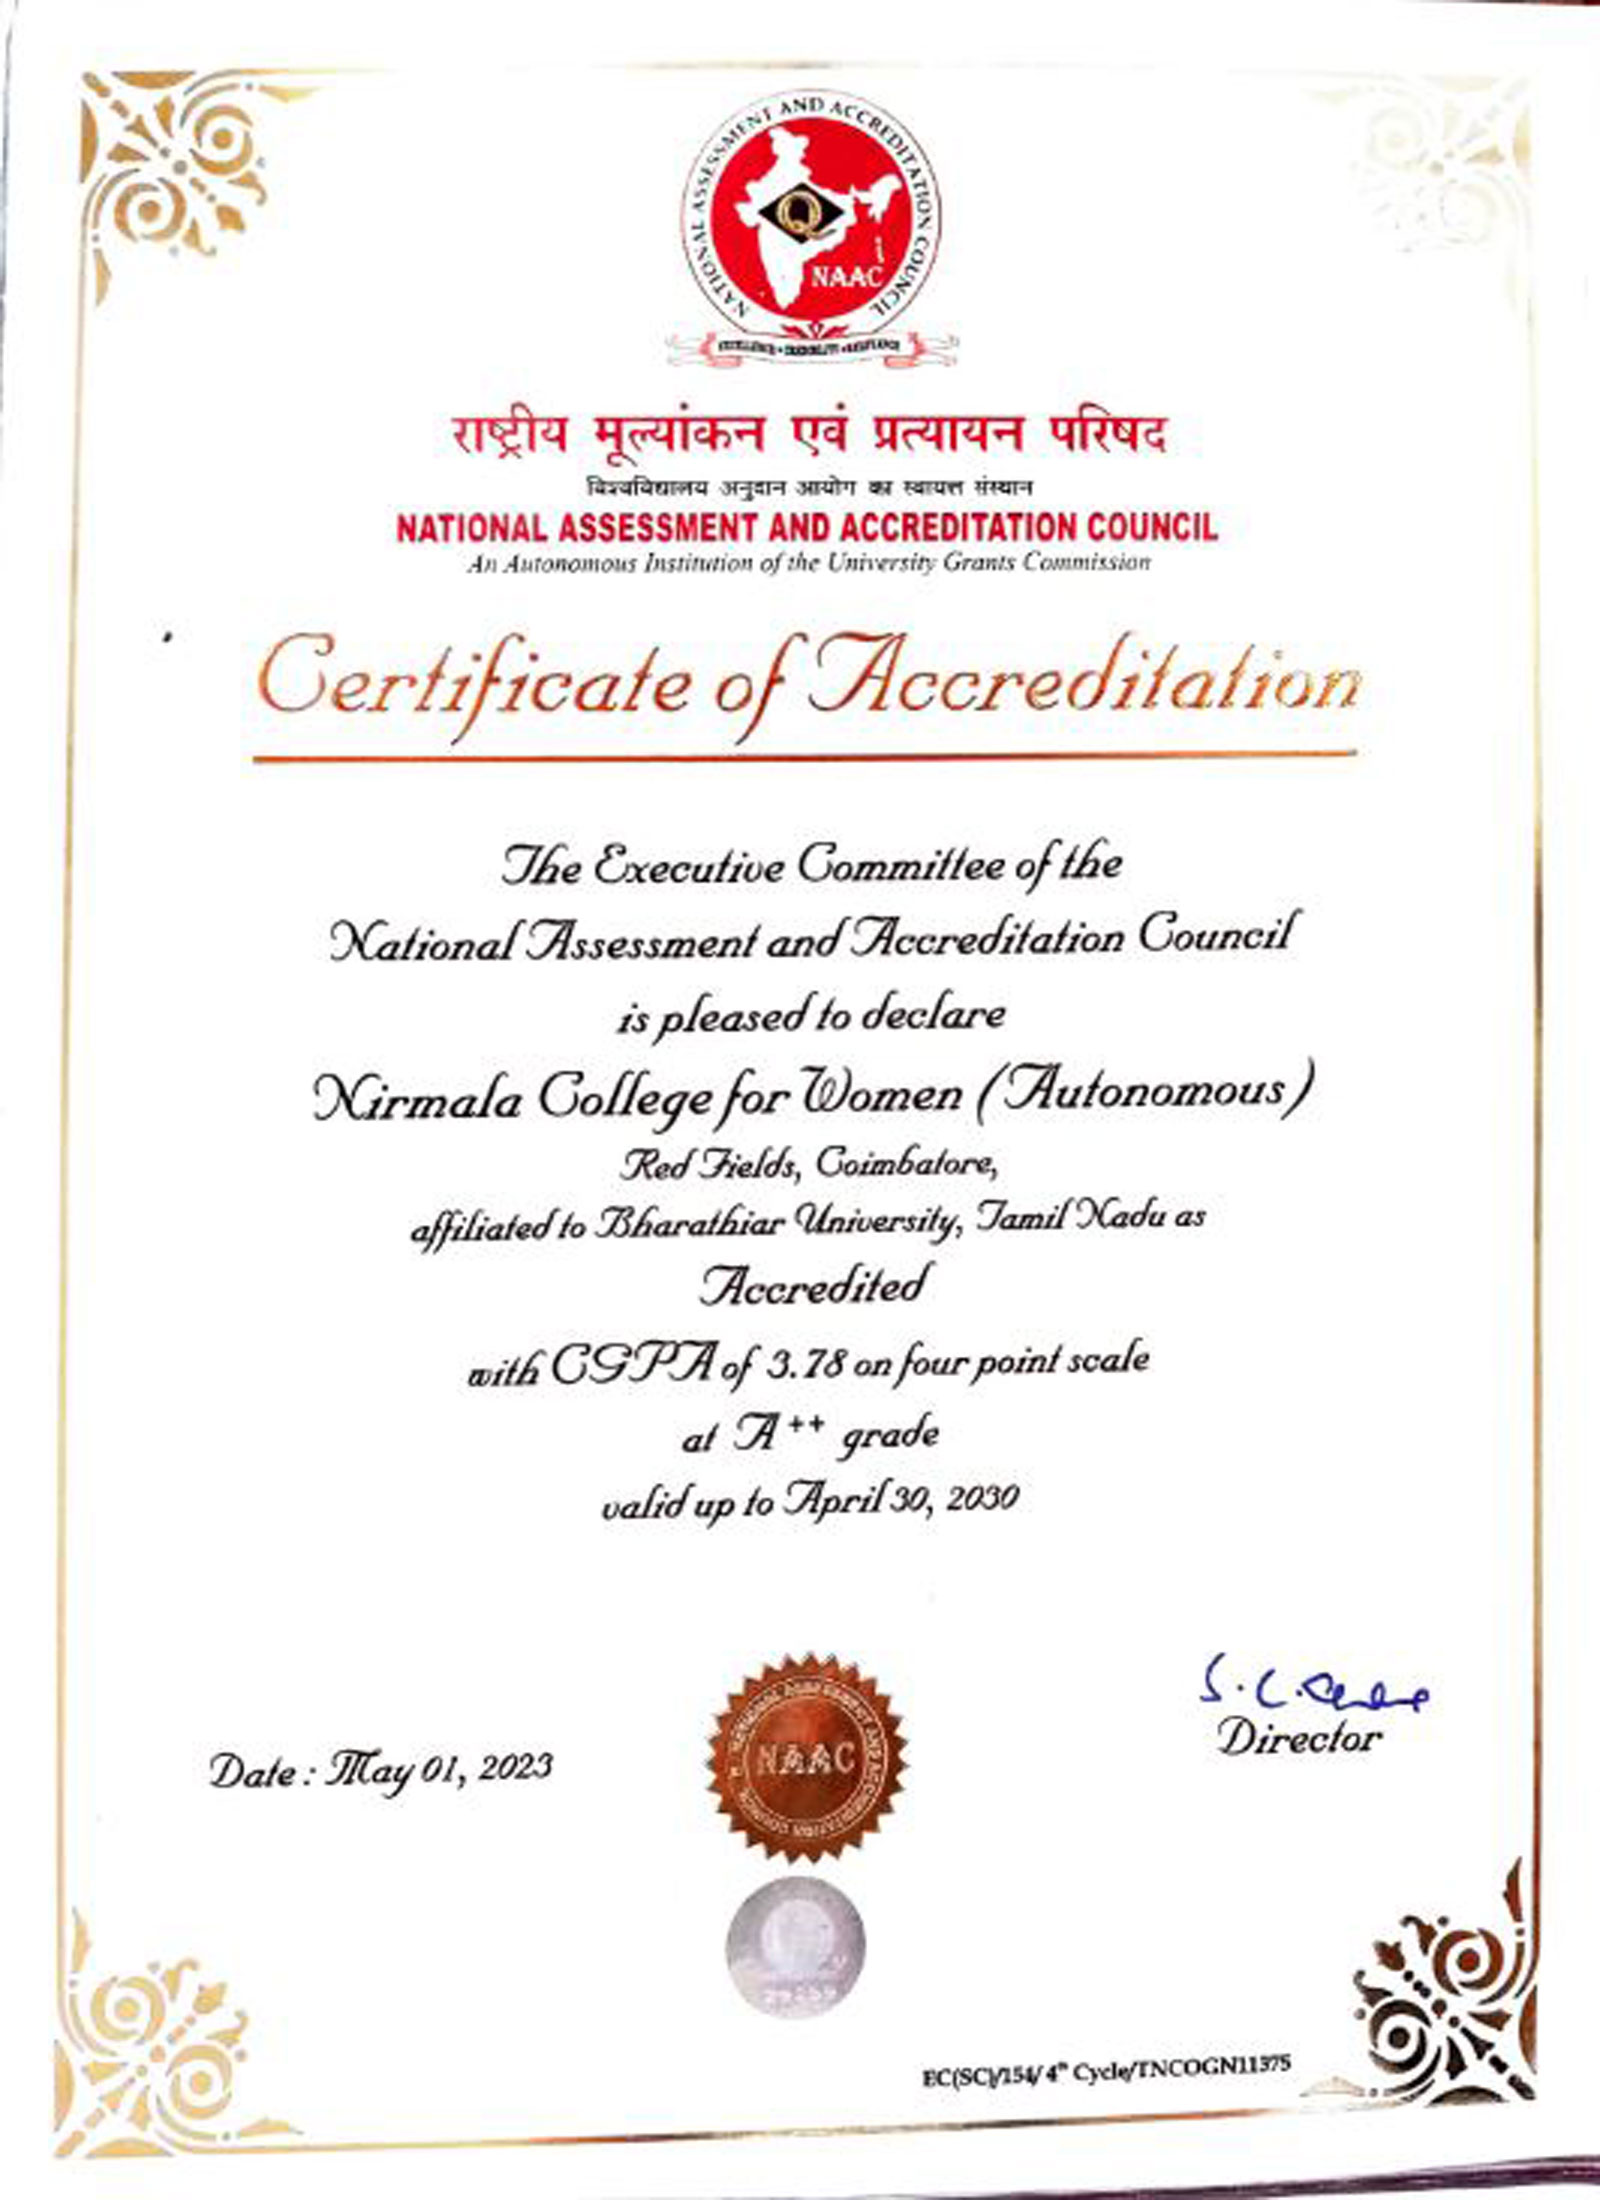 NATIONAL ASSESSMENT AND ACCREDITATION COUNCIL
Q
NAAC
राष्ट्रीय मूल्यांकन एवं प्रत्यायन परिषद
विश्वविद्यालय अनुदान आयोग का स्वायत्त संस्थान
NATIONAL ASSESSMENT AND ACCREDITATION COUNCIL
An Autonomous Institution of the University Grants Commission
Certificate of Accreditation
The Executive Committee of the
National Assessment and Accreditation Council
is pleased to declare
Nirmala College for Women (Autonomous)
Red Fields, Coimbatore,
affiliated to Bharathiar University, Tamil Nadu as
Accredited
with CGPA of 3.78 on four point scale
at A++ grade
valid up to April 30, 2030
S. C.
Director
Date : May 01, 2023
NAAC
EC(SC)/154/ 4th Cycle/TNCOGN11375